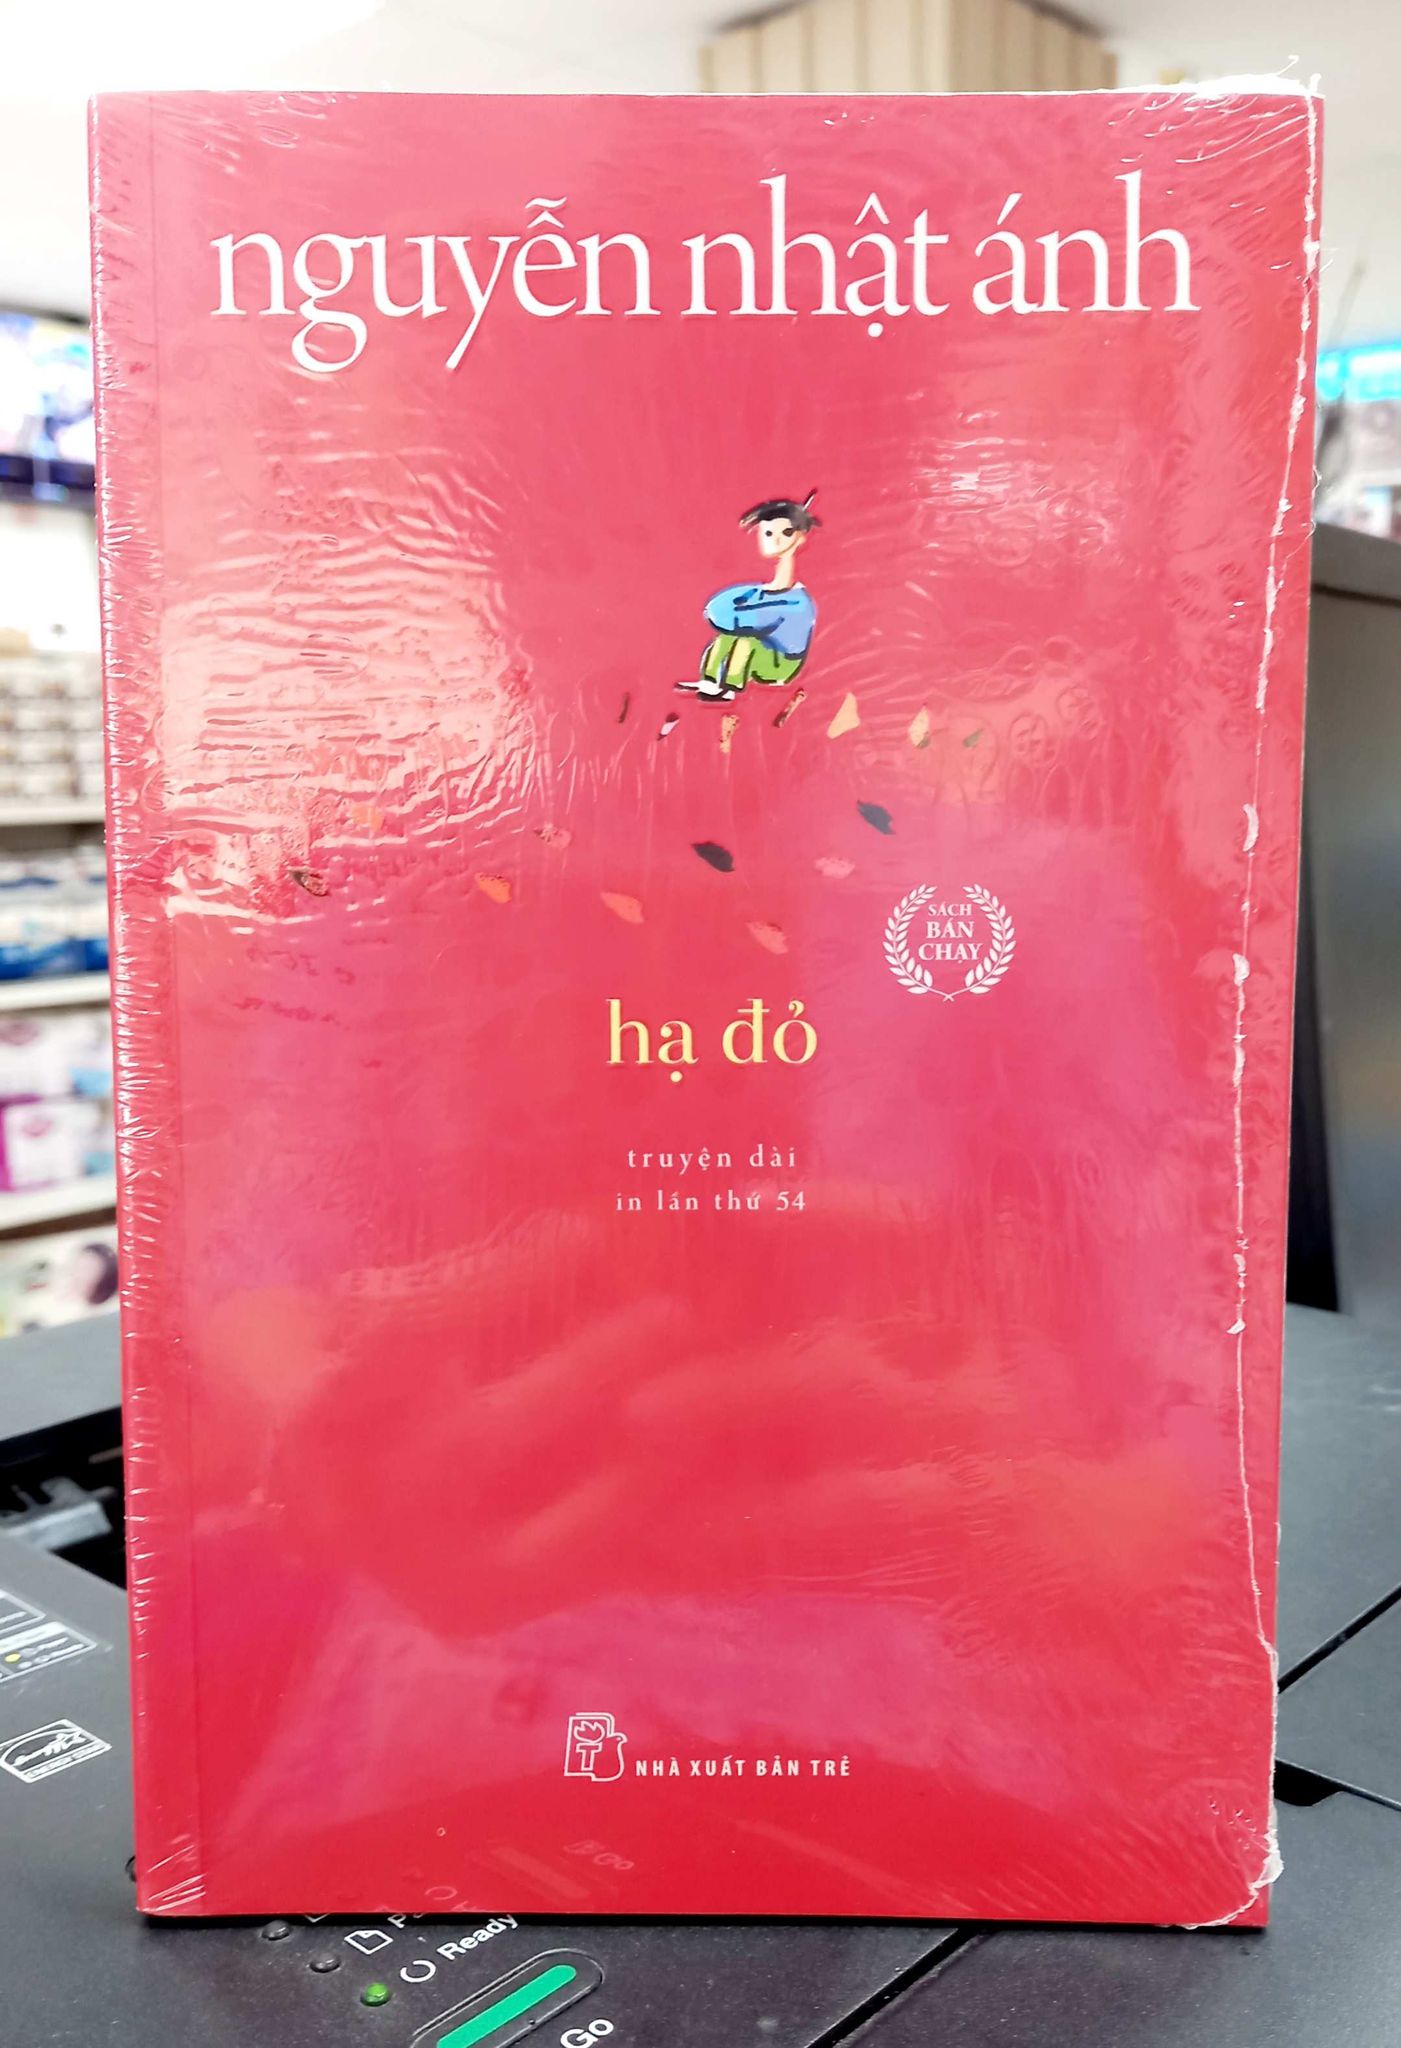 nguyễn nhật ánh
SÁCH
BÁN
CHẠY
hạ đỏ
truyện dài
in lần thứ 54
T
NHÀ XUẤT BẢN TRẺ
Ready
Go